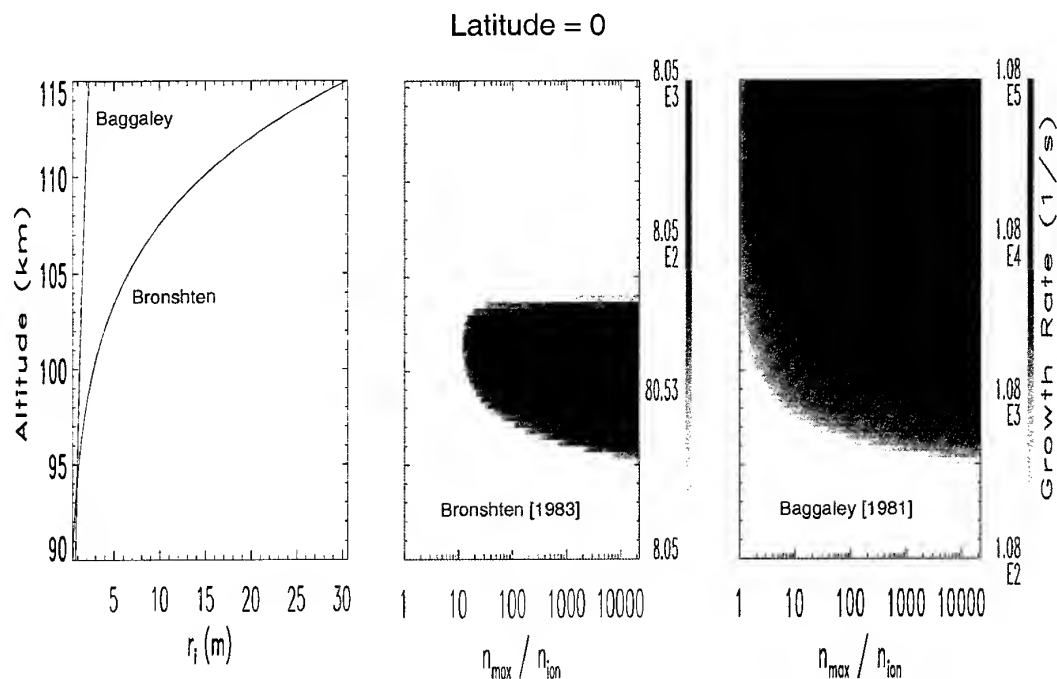 Latitude = 0
Altitude (km)
115
110
105
100
95
90
Baggaley
Bronshten
5 10 15 20 25 30
r_i (m)
Bronshten [1983]
1 10 100 1000 10000
n_max / n_ion
8.05 E3
8.05 E2
80.53
8.05
Baggaley [1981]
1 10 100 1000 10000
n_max / n_ion
1.08 E5
1.08 E4
1.08 E3
1.08 E2
Growth Rate (1/s)